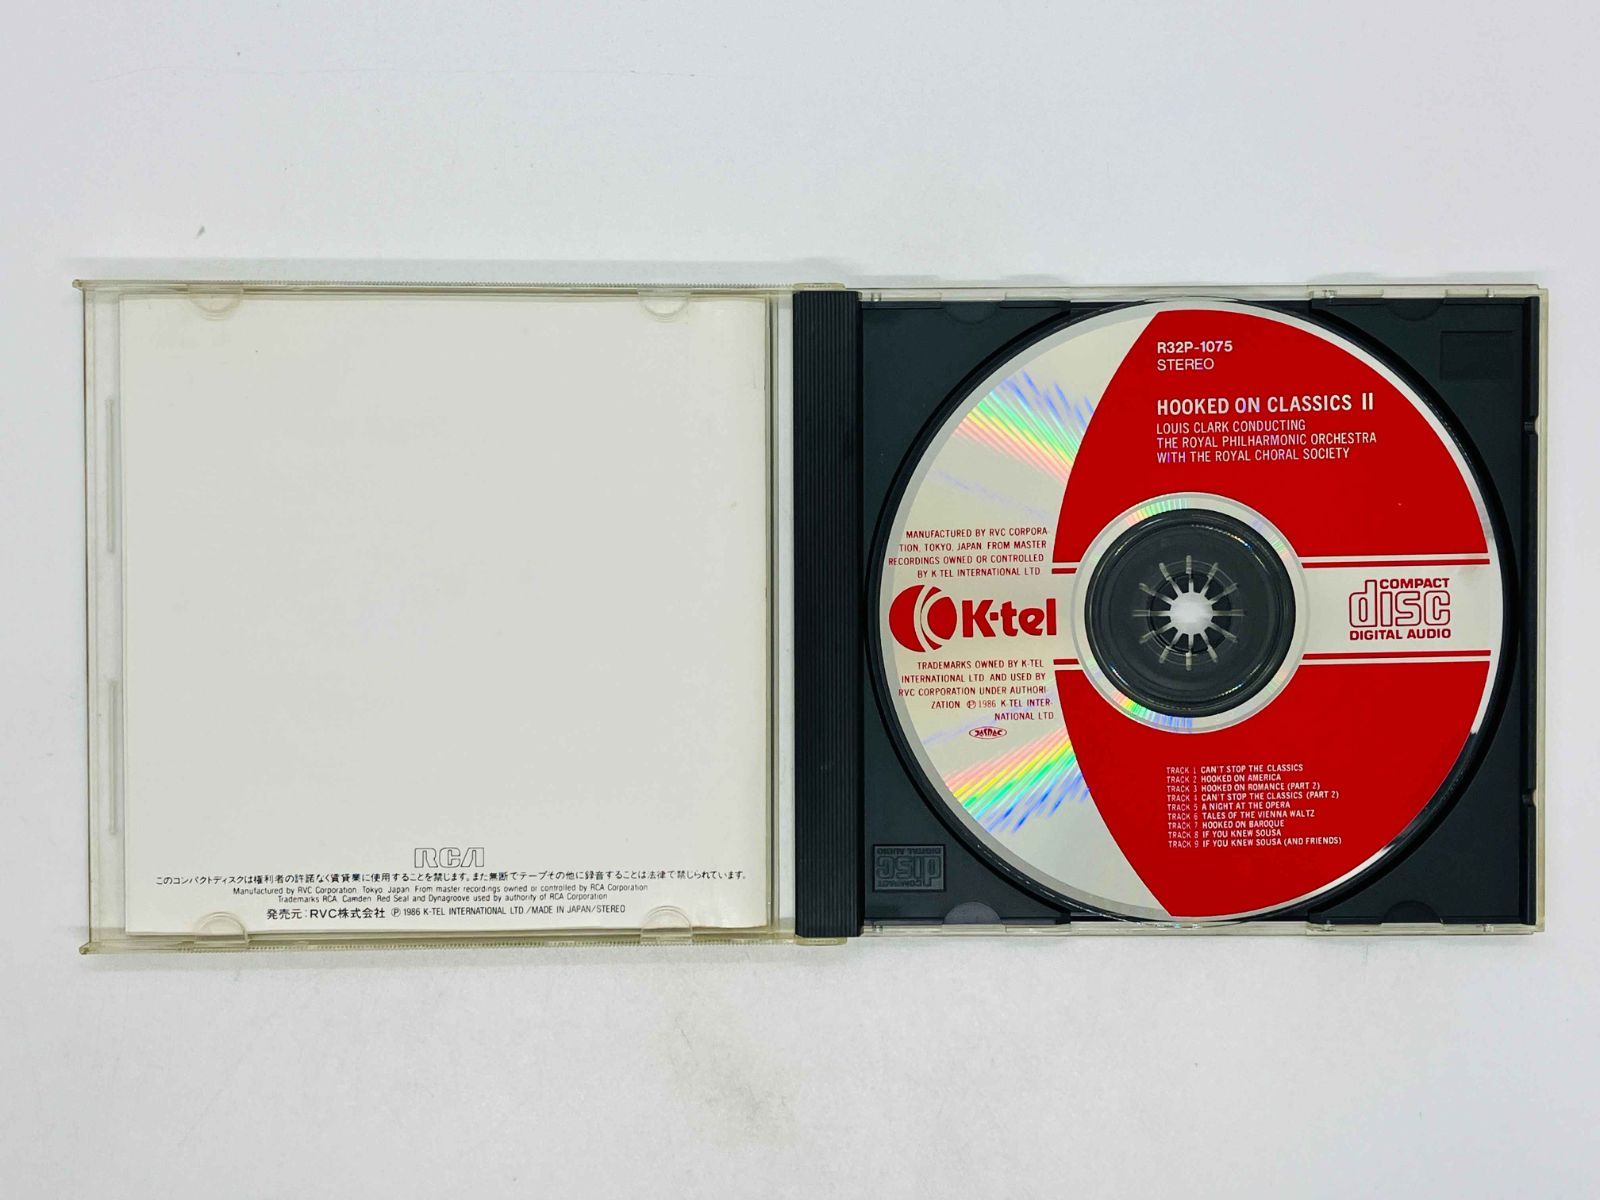 RCA
このコンパクトディスクは権利者の許諾なく賃貸業に使用することを禁じます。また無断でテープその他に録音することは法律で禁じられています。
Manufactured by RVC Corporation, Tokyo, Japan. From master recordings owned or controlled by RCA Corporation
Trademarks RCA, Camden, Red Seal and Dynagroove used by authority of RCA Corporation
発売元:RVC株式会社 Ⓟ 1986 K-TEL INTERNATIONAL LTD/MADE IN JAPAN/STEREO
R32P-1075
STEREO
HOOKED ON CLASSICS II
LOUIS CLARK CONDUCTING
THE ROYAL PHILHARMONIC ORCHESTRA
WITH THE ROYAL CHORAL SOCIETY
MANUFACTURED BY RVC CORPORA-
TION, TOKYO, JAPAN FROM MASTER
RECORDINGS OWNED OR CONTROLLED
BY K-TEL INTERNATIONAL LTD.
K-tel
TRADEMARKS OWNED BY K-TEL
INTERNATIONAL LTD. AND USED BY
RVC CORPORATION UNDER AUTHORI-
ZATION Ⓟ 1986 K-TEL INTER-
NATIONAL LTD
JASRAC
COMPACT
disc
DIGITAL AUDIO
TRACK 1 CAN'T STOP THE CLASSICS
TRACK 2 HOOKED ON AMERICA
TRACK 3 HOOKED ON ROMANCE (PART 2)
TRACK 4 CAN'T STOP THE CLASSICS (PART 2)
TRACK 5 A NIGHT AT THE OPERA
TRACK 6 TALES OF THE VIENNA WALTZ
TRACK 7 HOOKED ON BAROQUE
TRACK 8 IF YOU KNEW SOUSA
TRACK 9 IF YOU KNEW SOUSA (AND FRIENDS)
COMPACT
disc
DIGITAL AUDIO